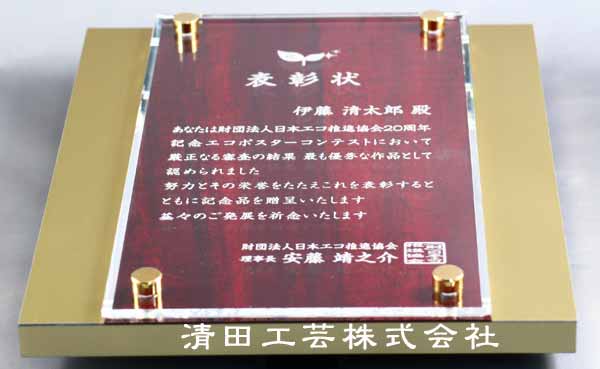 表彰状
伊藤 清太郎 殿
あなたは財団法人日本エコ推進協会20周年
記念エコポスターコンテストにおいて
厳正なる審査の結果 最も優秀な作品として
認められました
努力とその栄誉をたたえこれを表彰すると
ともに記念品を贈呈いたします
益々のご発展を祈念いたします
財団法人日本エコ推進協会
理事長 安藤 靖之介
清田工芸株式会社